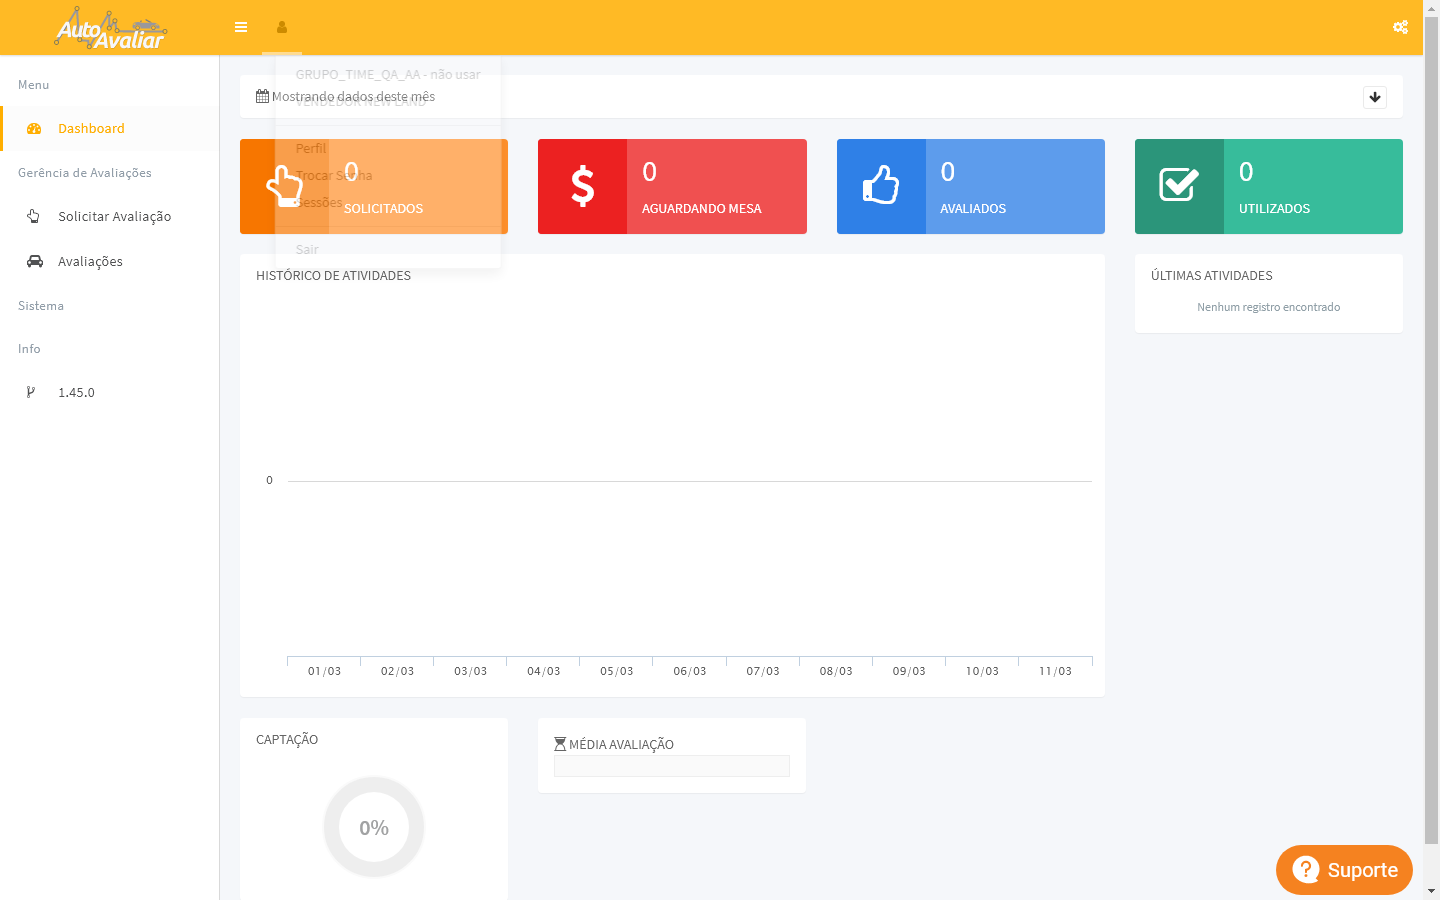 Auto
Avaliar
Menu
Dashboard
Gerência de Avaliações
Solicitar Avaliação
Avaliações
Sistema
Info
1.45.0
GRUPO_TIME_QA_AA - não usar
VENDEDOR NEW LAND
Perfil
Trocar Senha
Sessões
Sair
Mostrando dados deste mês
0
SOLICITADOS
0
AGUARDANDO MESA
0
AVALIADOS
0
UTILIZADOS
HISTÓRICO DE ATIVIDADES
0
01/03 02/03 03/03 04/03 05/03 06/03 07/03 08/03 09/03 10/03 11/03
ÚLTIMAS ATIVIDADES
Nenhum registro encontrado
CAPTAÇÃO
0%
MÉDIA AVALIAÇÃO
Suporte